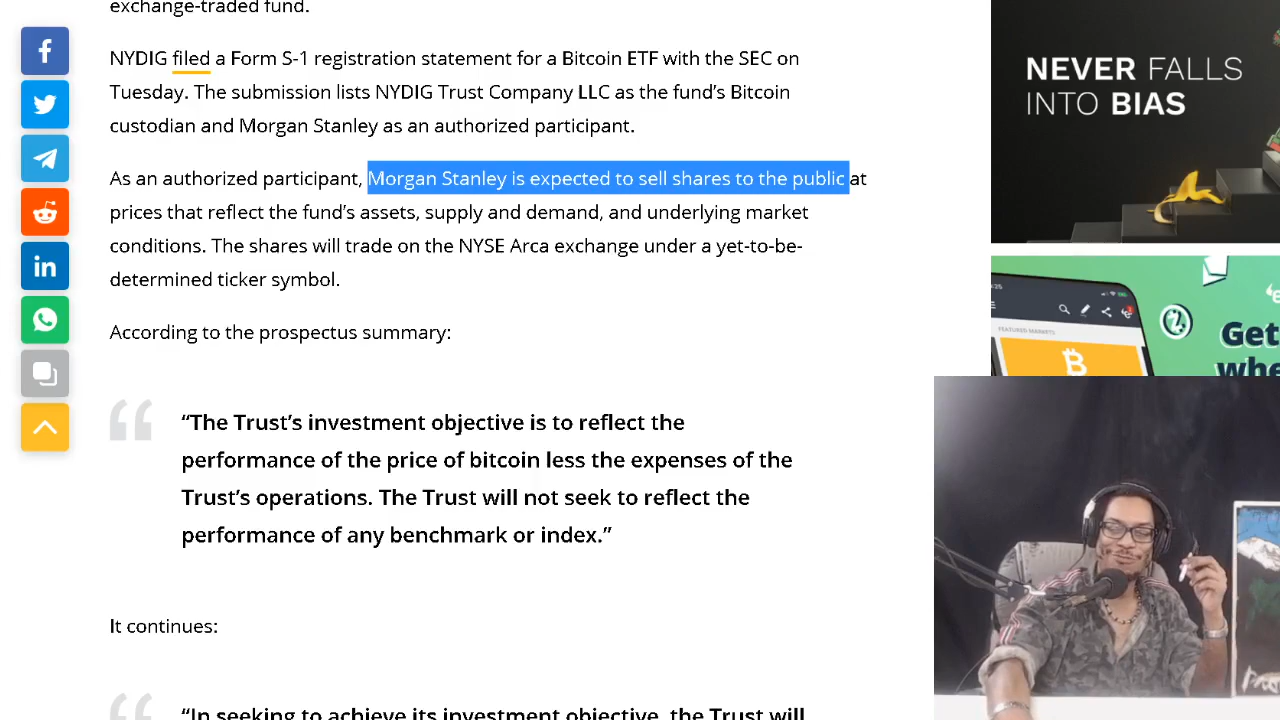 exchange-traded fund.
NYDIG filed a Form S-1 registration statement for a Bitcoin ETF with the SEC on
Tuesday. The submission lists NYDIG Trust Company LLC as the fund’s Bitcoin
custodian and Morgan Stanley as an authorized participant.
As an authorized participant, Morgan Stanley is expected to sell shares to the public at
prices that reflect the fund’s assets, supply and demand, and underlying market
conditions. The shares will trade on the NYSE Arca exchange under a yet-to-be-
determined ticker symbol.
According to the prospectus summary:
“The Trust’s investment objective is to reflect the
performance of the price of bitcoin less the expenses of the
Trust’s operations. The Trust will not seek to reflect the
performance of any benchmark or index.”
It continues:
“In seeking to achieve its investment objective, the Trust will
NEVER FALLS
INTO BIAS
FEATURED MARKETS
Get
whe